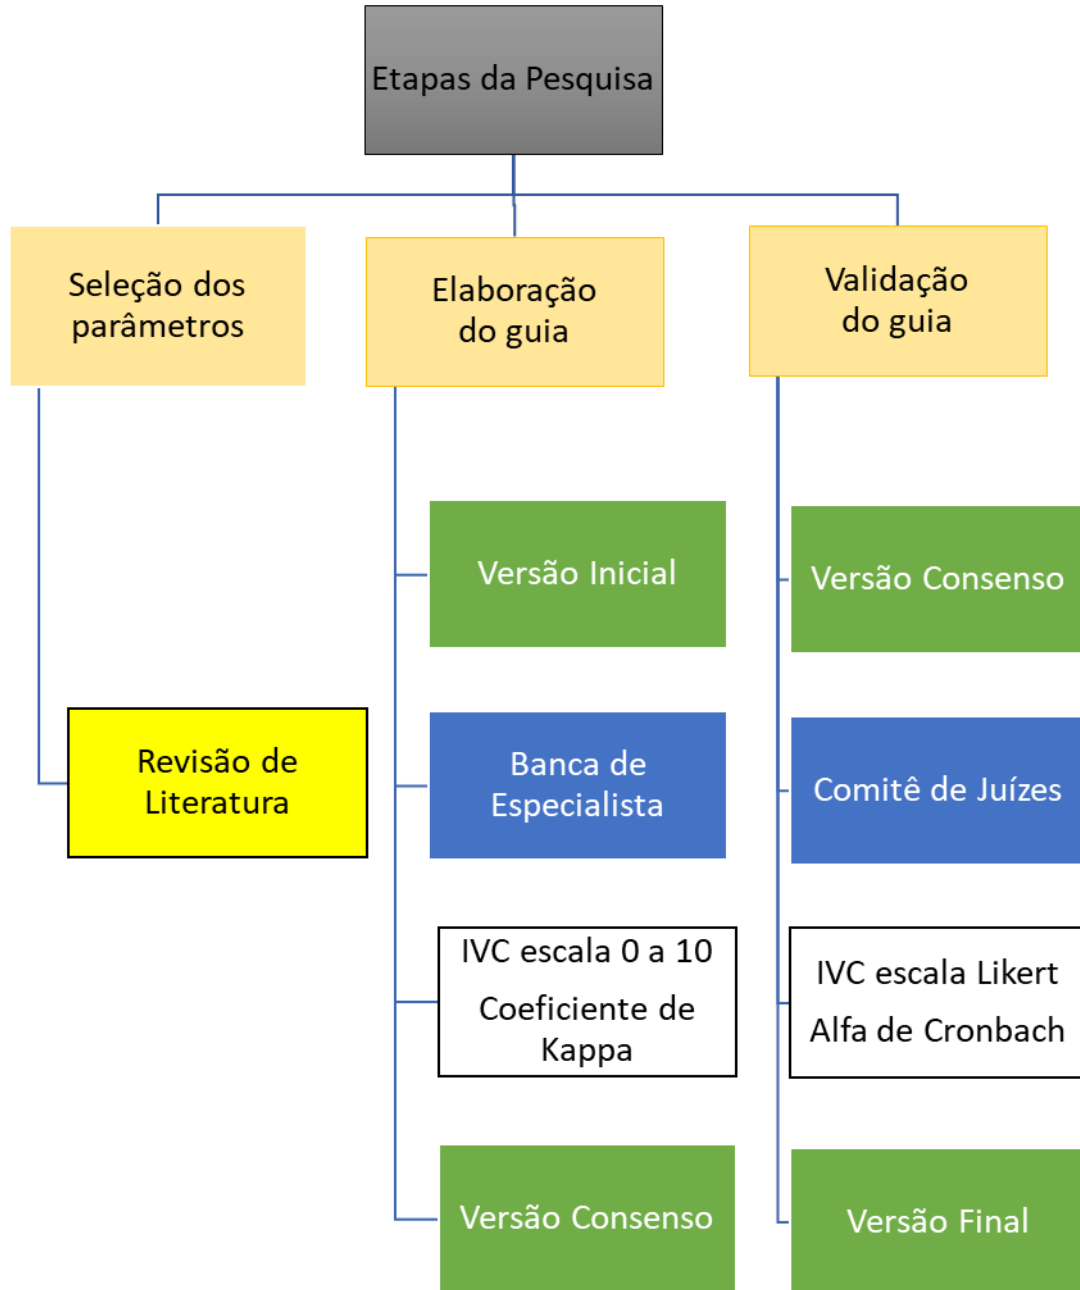 Etapas da Pesquisa
Seleção dos
parâmetros
Elaboração
do guia
Validação
do guia
Revisão de
Literatura
Versão Inicial
Banca de
Especialista
IVC escala 0 a 10
Coeficiente de
Kappa
Versão Consenso
Versão Consenso
Comitê de Juízes
IVC escala Likert
Alfa de Cronbach
Versão Final